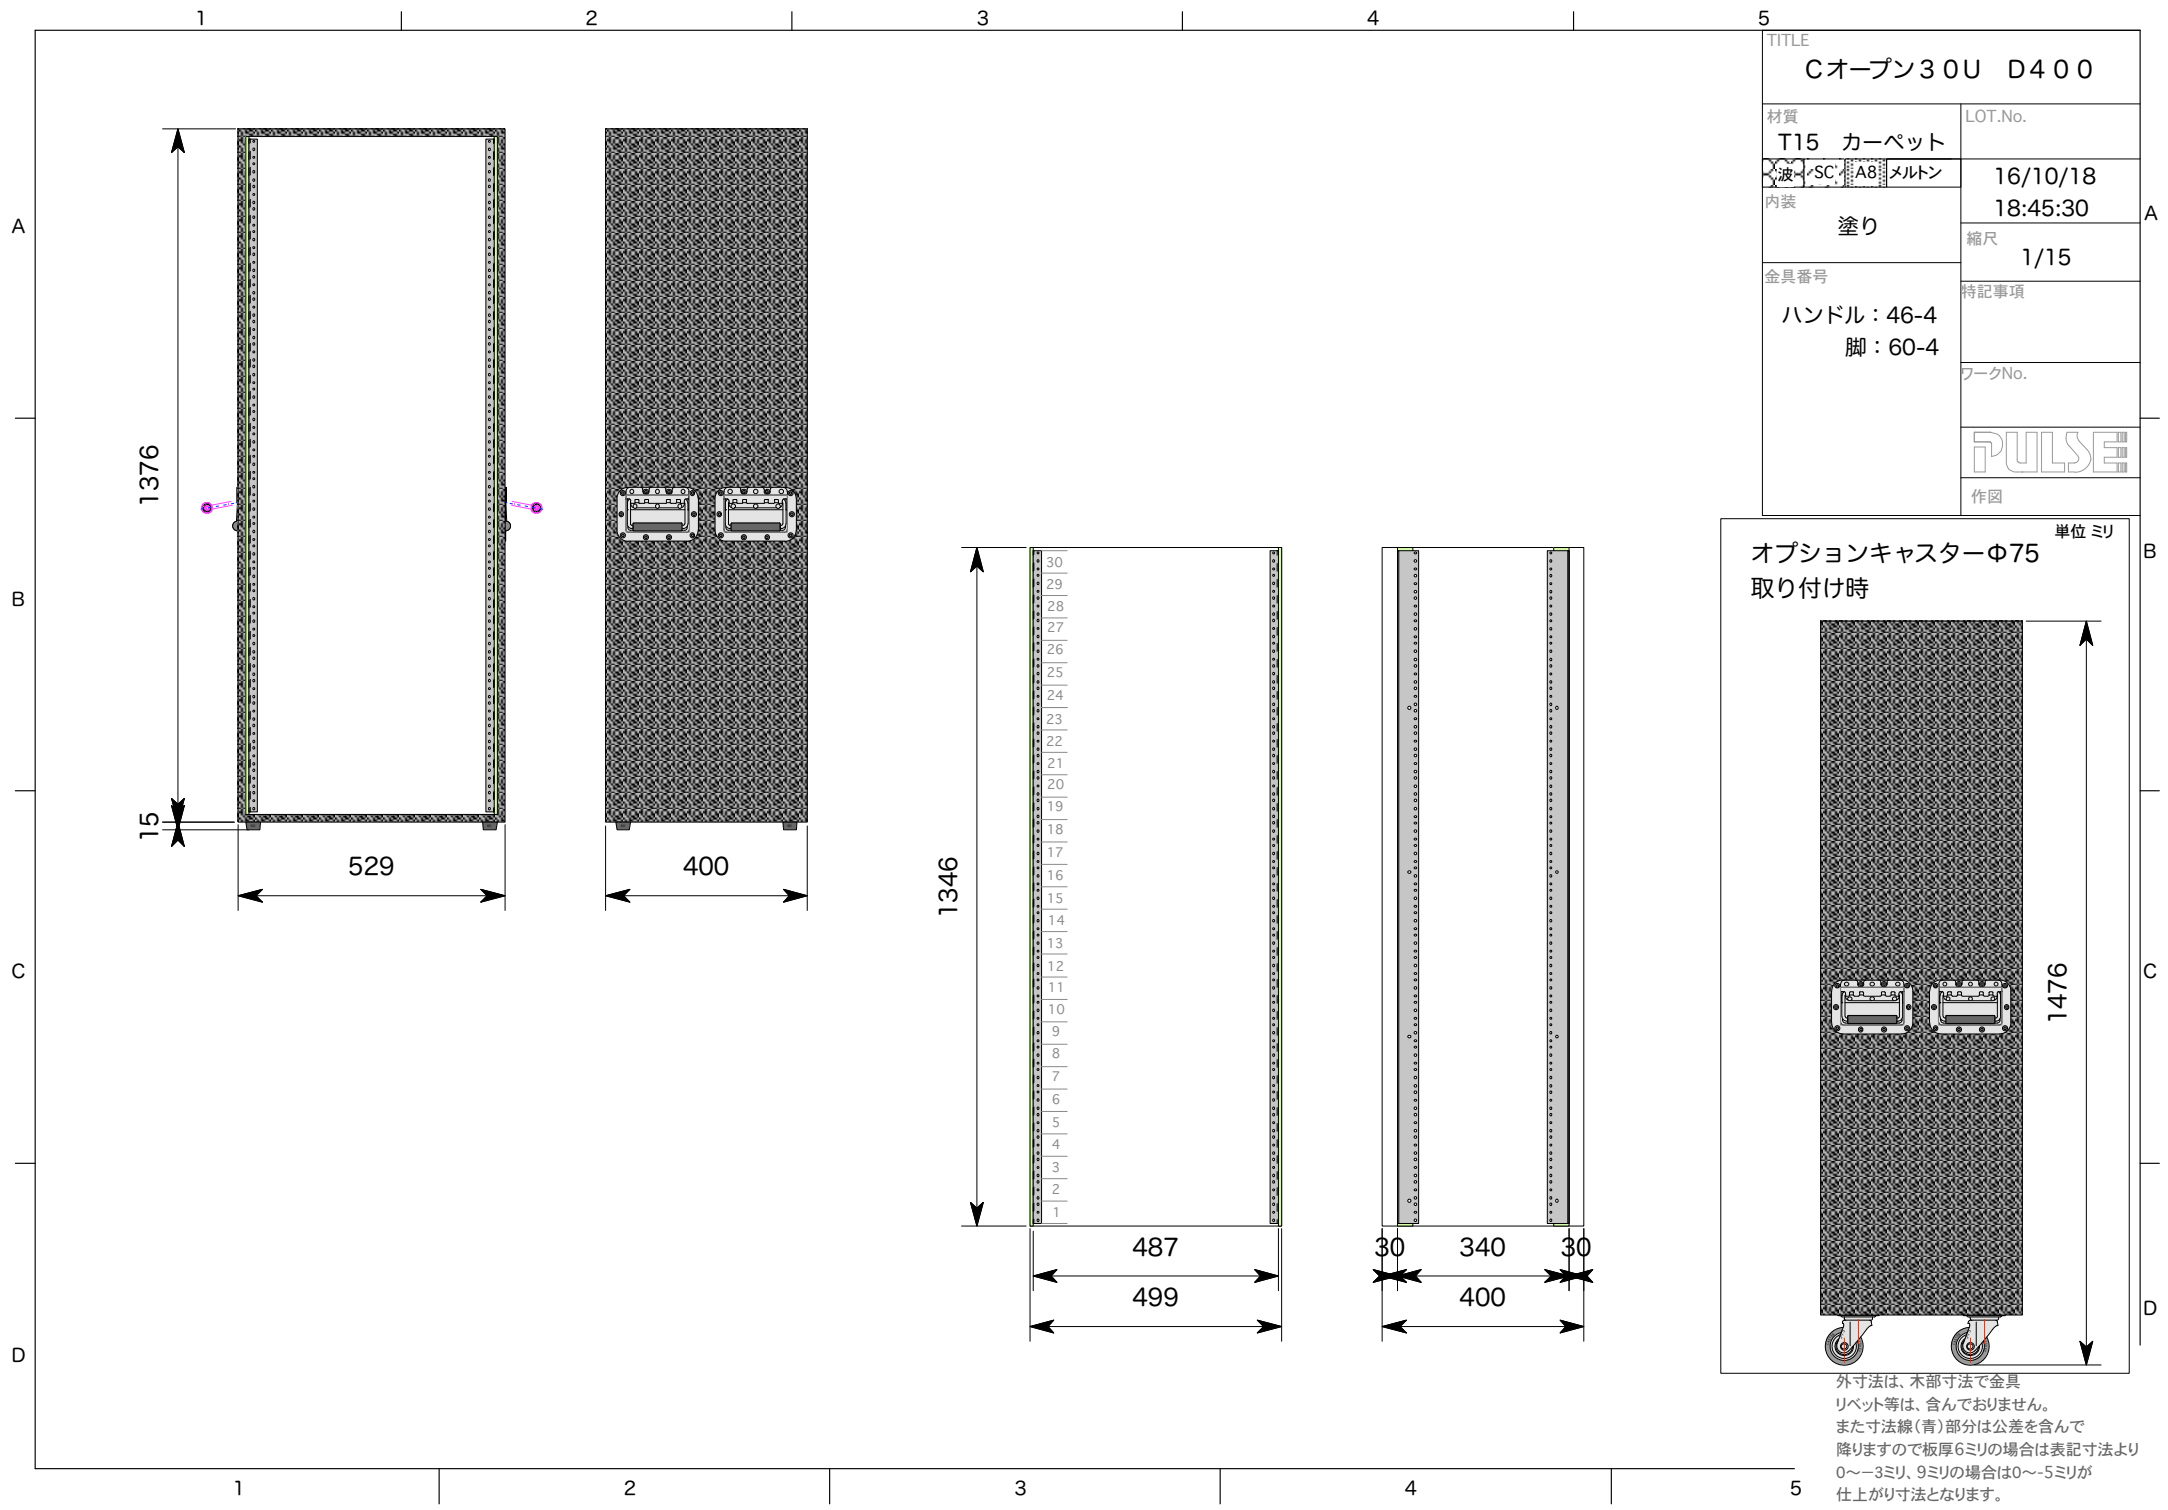 1 2 3 4 5
TITLE
Cオープン３０U　D４００
材質
T15　カーペット
LOT.No.
波 SC A8 メルトン
16/10/18
18:45:30
内装
塗り
縮尺
1/15
金具番号
ハンドル：46-4
脚：60-4
特記事項
ワークNo.
PULSE
作図
単位 ミリ
A
A
B
B
C
C
D
D
1376
15
529
400
1346
30
29
28
27
26
25
24
23
22
21
20
19
18
17
16
15
14
13
12
11
10
9
8
7
6
5
4
3
2
1
487
499
30 340 30
400
オプションキャスターΦ75
取り付け時
1476
外寸法は、木部寸法で金具
リベット等は、含んでおりません。
また寸法線（青）部分は公差を含んで
降りますので板厚6ミリの場合は表記寸法より
0〜−3ミリ、9ミリの場合は0〜-5ミリが
仕上がり寸法となります。
1 2 3 4 5